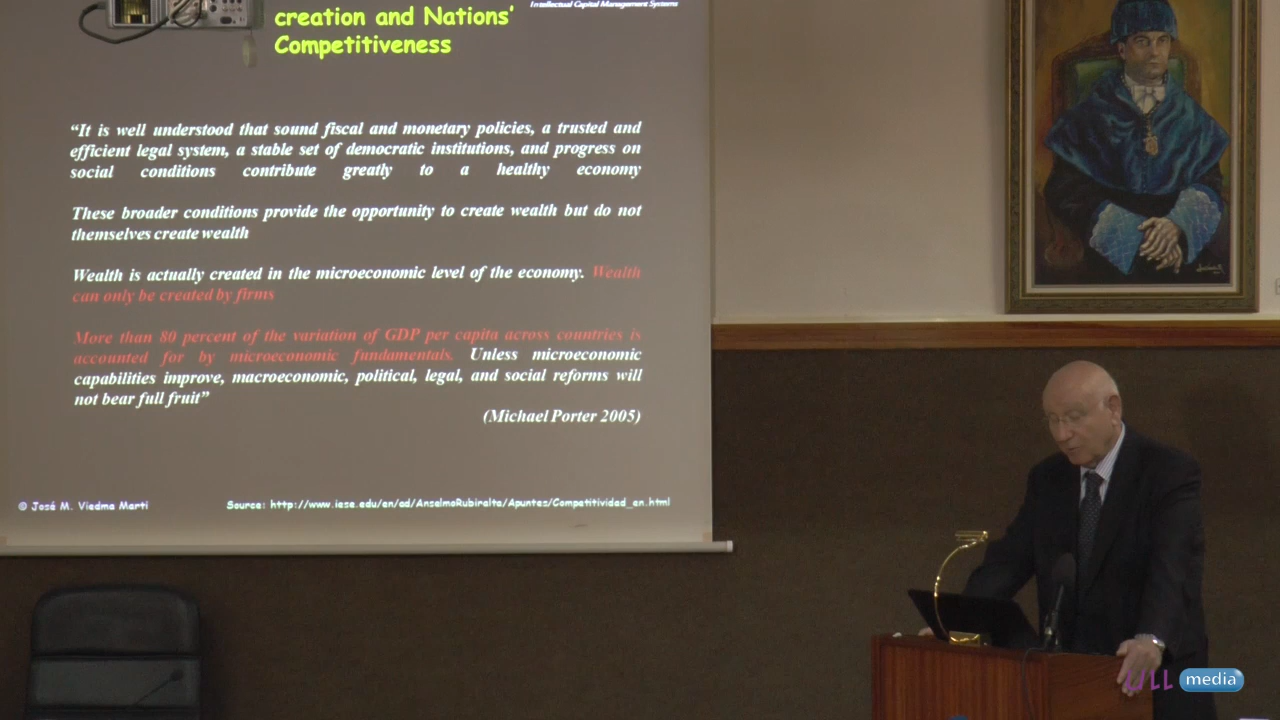 Intellectual Capital Management Systems
creation and Nations’
Competitiveness
“It is well understood that sound fiscal and monetary policies, a trusted and
efficient legal system, a stable set of democratic institutions, and progress on
social conditions contribute greatly to a healthy economy
These broader conditions provide the opportunity to create wealth but do not
themselves create wealth
Wealth is actually created in the microeconomic level of the economy. Wealth
can only be created by firms
More than 80 percent of the variation of GDP per capita across countries is
accounted for by microeconomic fundamentals. Unless microeconomic
capabilities improve, macroeconomic, political, legal, and social reforms will
not bear full fruit”
(Michael Porter 2005)
© José M. Viedma Marti
Source: http://www.iese.edu/en/ad/AnselmoRubiralta/Apuntes/Competitividad_en.html
ULL media